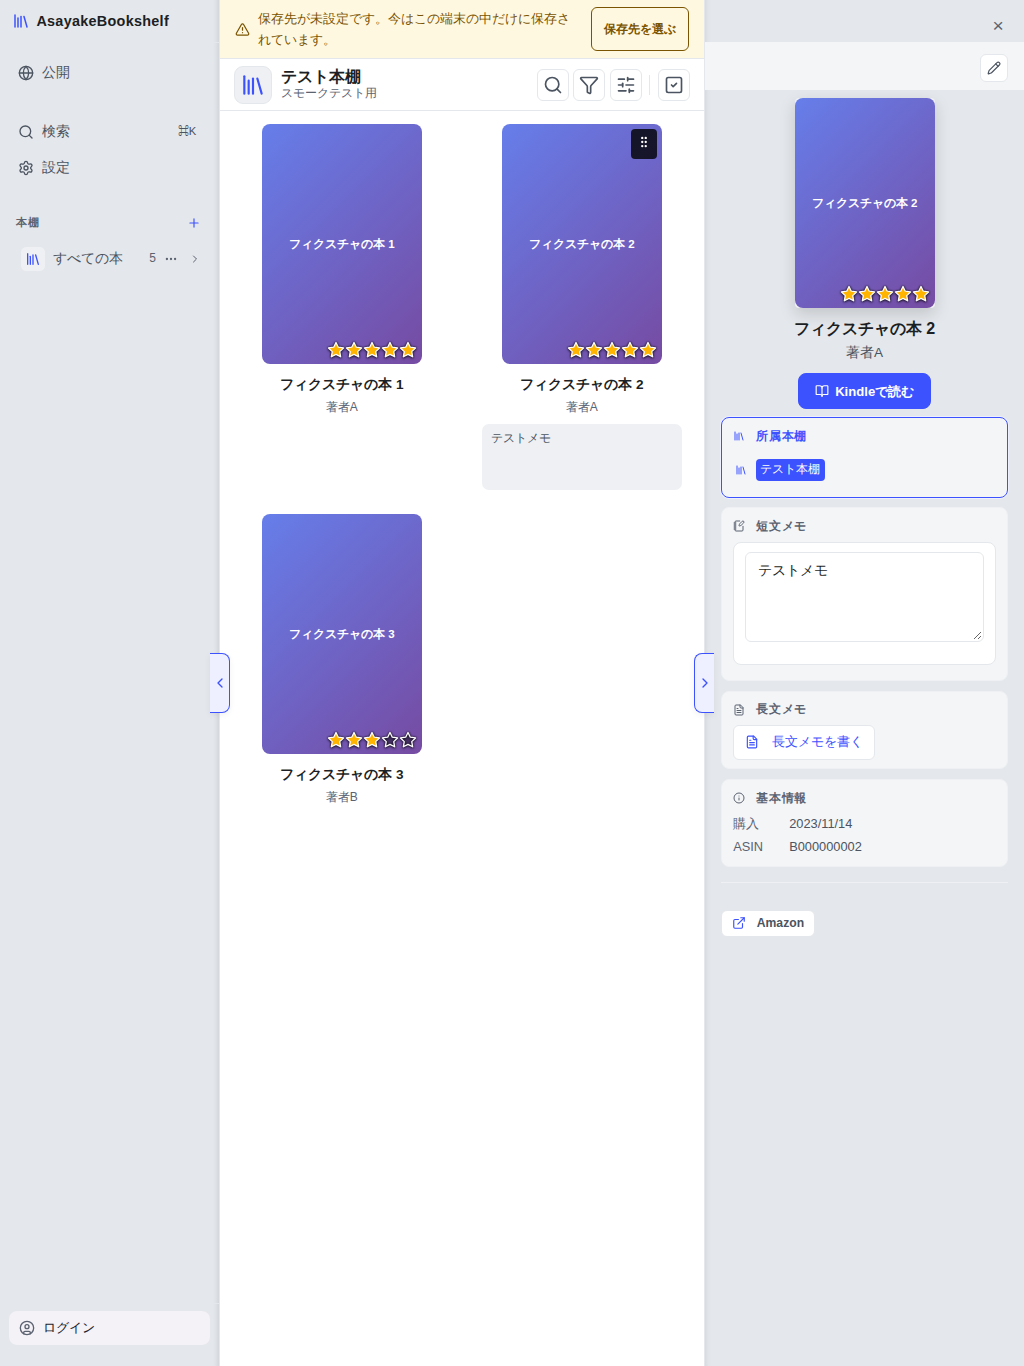 AsayakeBookshelf
公開
検索 ⌘K
設定
本棚
すべての本 5
ログイン
保存先が未設定です。今はこの端末の中だけに保存さ
れています。
保存先を選ぶ
テスト本棚
スモークテスト用
フィクスチャの本 1
フィクスチャの本 1
著者A
フィクスチャの本 2
フィクスチャの本 2
著者A
テストメモ
フィクスチャの本 3
フィクスチャの本 3
著者B
フィクスチャの本 2
フィクスチャの本 2
著者A
Kindleで読む
所属本棚
テスト本棚
短文メモ
テストメモ
長文メモ
長文メモを書く
基本情報
購入 2023/11/14
ASIN B000000002
Amazon